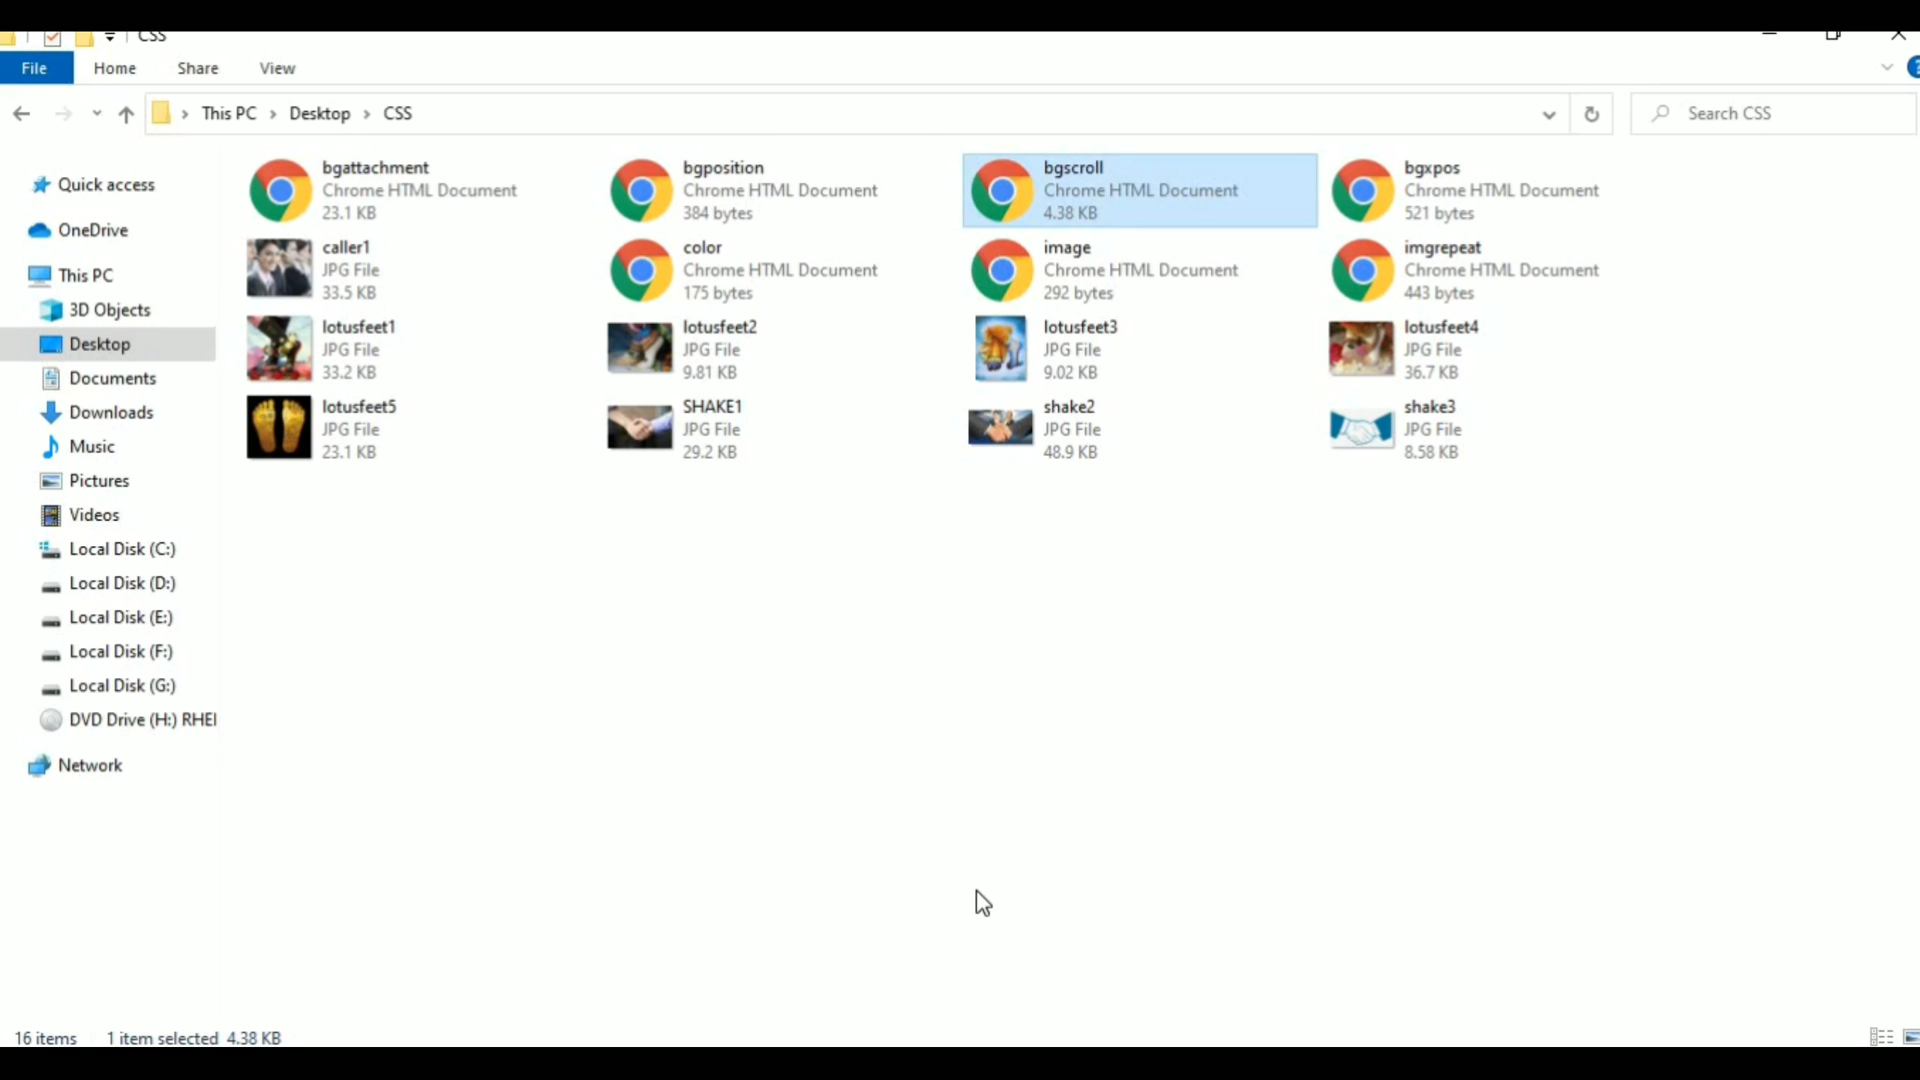 CSS
File Home Share View
This PC Desktop CSS
Search CSS
Quick access
OneDrive
This PC
3D Objects
Desktop
Documents
Downloads
Music
Pictures
Videos
Local Disk (C:)
Local Disk (D:)
Local Disk (E:)
Local Disk (F:)
Local Disk (G:)
DVD Drive (H:) RHEI
Network
bgattachment
Chrome HTML Document
23.1 KB
bgposition
Chrome HTML Document
384 bytes
bgscroll
Chrome HTML Document
4.38 KB
bgxpos
Chrome HTML Document
521 bytes
caller1
JPG File
33.5 KB
color
Chrome HTML Document
175 bytes
image
Chrome HTML Document
292 bytes
imgrepeat
Chrome HTML Document
443 bytes
lotusfeet1
JPG File
33.2 KB
lotusfeet2
JPG File
9.81 KB
lotusfeet3
JPG File
9.02 KB
lotusfeet4
JPG File
36.7 KB
lotusfeet5
JPG File
23.1 KB
SHAKE1
JPG File
29.2 KB
shake2
JPG File
48.9 KB
shake3
JPG File
8.58 KB
16 items 1 item selected 4.38 KB